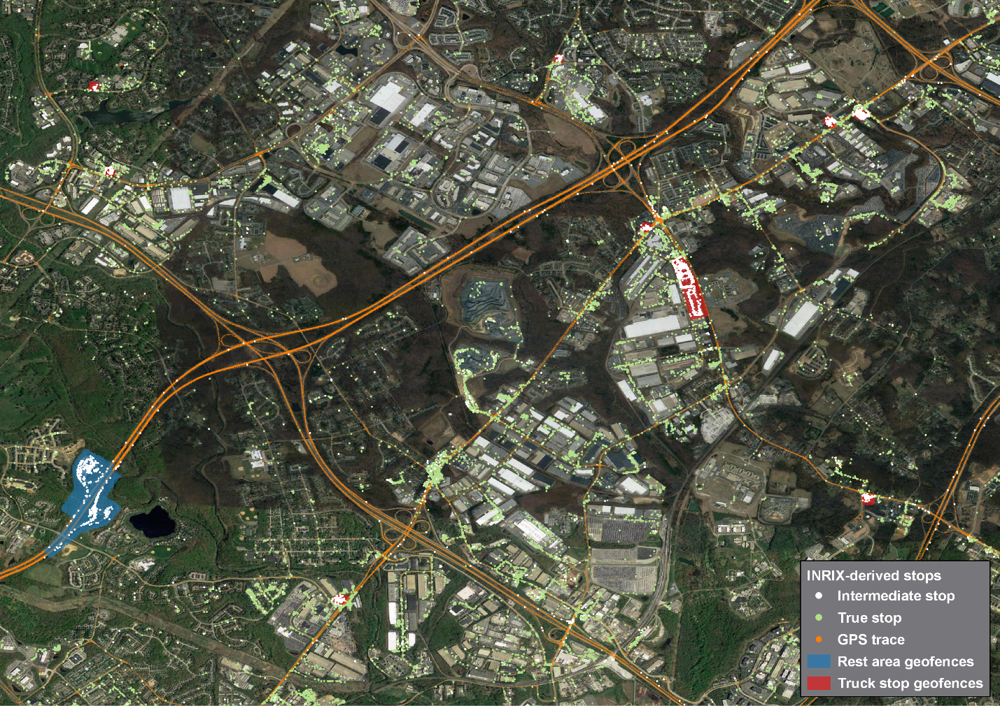 INRIX-derived stops
Intermediate stop
True stop
GPS trace
Rest area geofences
Truck stop geofences